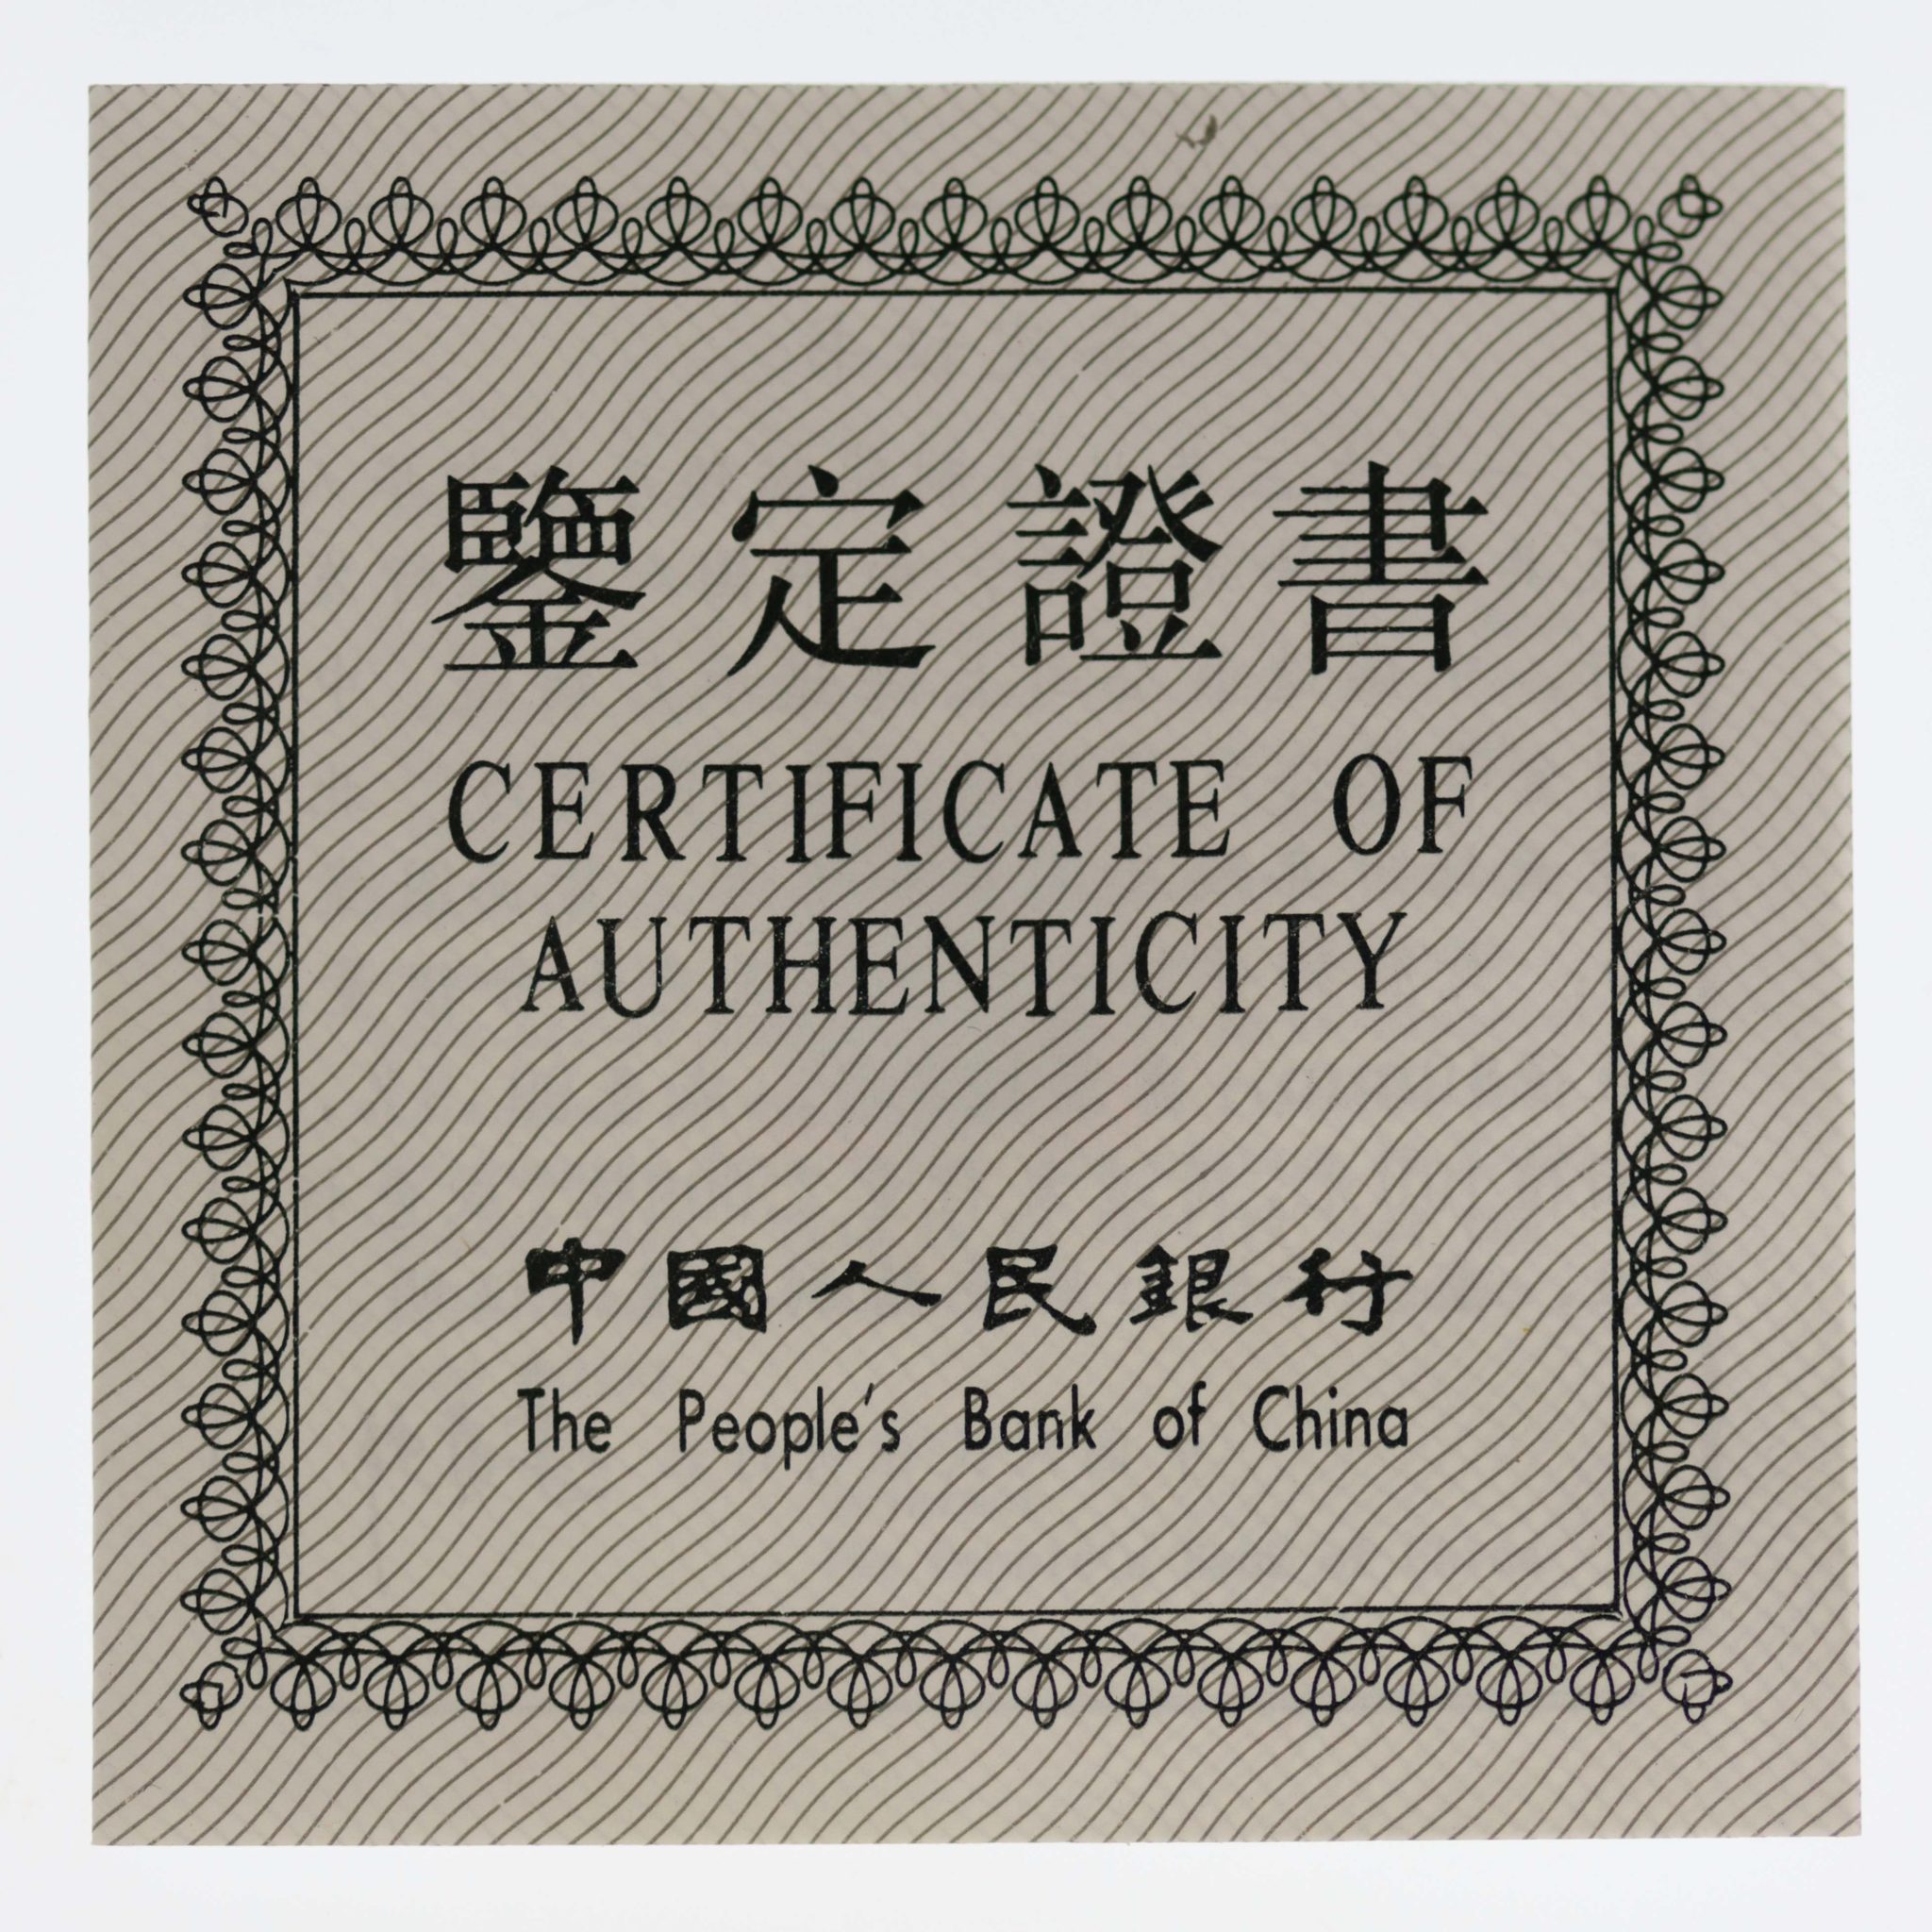 鑒定證書
CERTIFICATE OF
AUTHENTICITY
中國人民銀行
The People's Bank of China